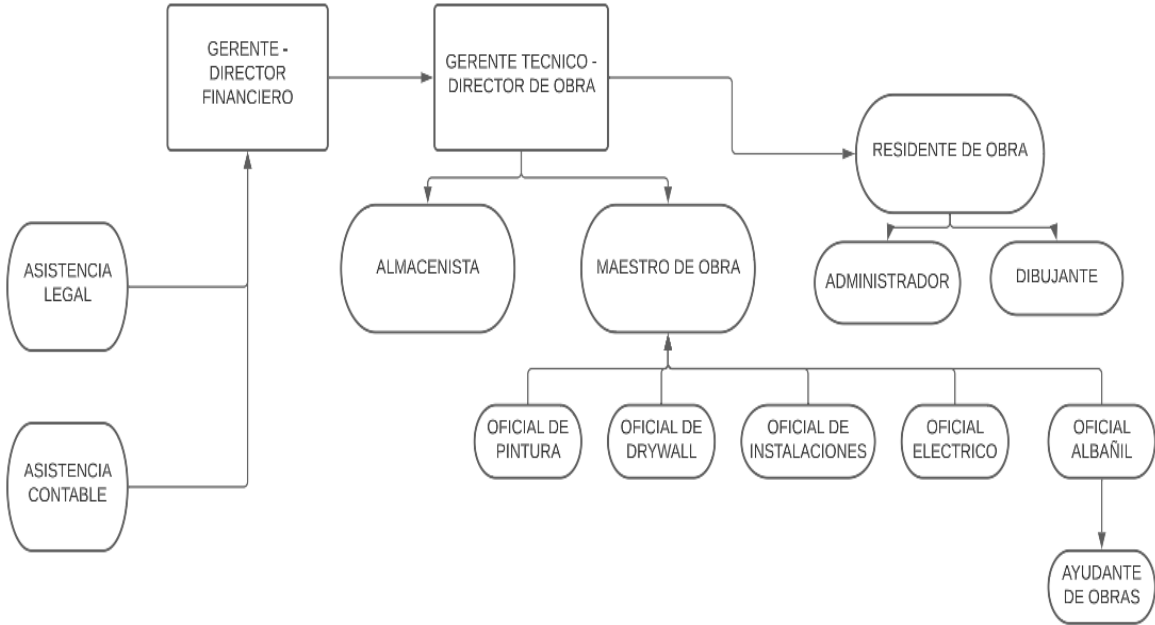 GERENTE -
DIRECTOR
FINANCIERO
GERENTE TECNICO -
DIRECTOR DE OBRA
RESIDENTE DE OBRA
ASISTENCIA
LEGAL
ALMACENISTA
MAESTRO DE OBRA
ADMINISTRADOR
DIBUJANTE
OFICIAL DE
PINTURA
OFICIAL DE
DRYWALL
OFICIAL DE
INSTALACIONES
OFICIAL
ELECTRICO
OFICIAL
ALBAÑIL
ASISTENCIA
CONTABLE
AYUDANTE
DE OBRAS